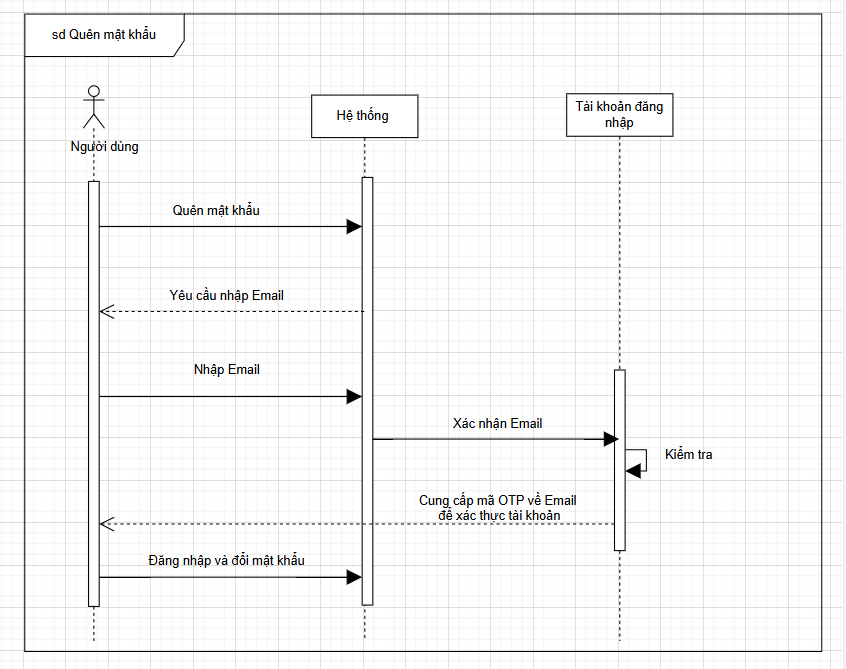 sd Quên mật khẩu
Người dùng
Hệ thống
Tài khoản đăng
nhập
Quên mật khẩu
Yêu cầu nhập Email
Nhập Email
Xác nhận Email
Kiểm tra
Cung cấp mã OTP về Email
để xác thực tài khoản
Đăng nhập và đổi mật khẩu